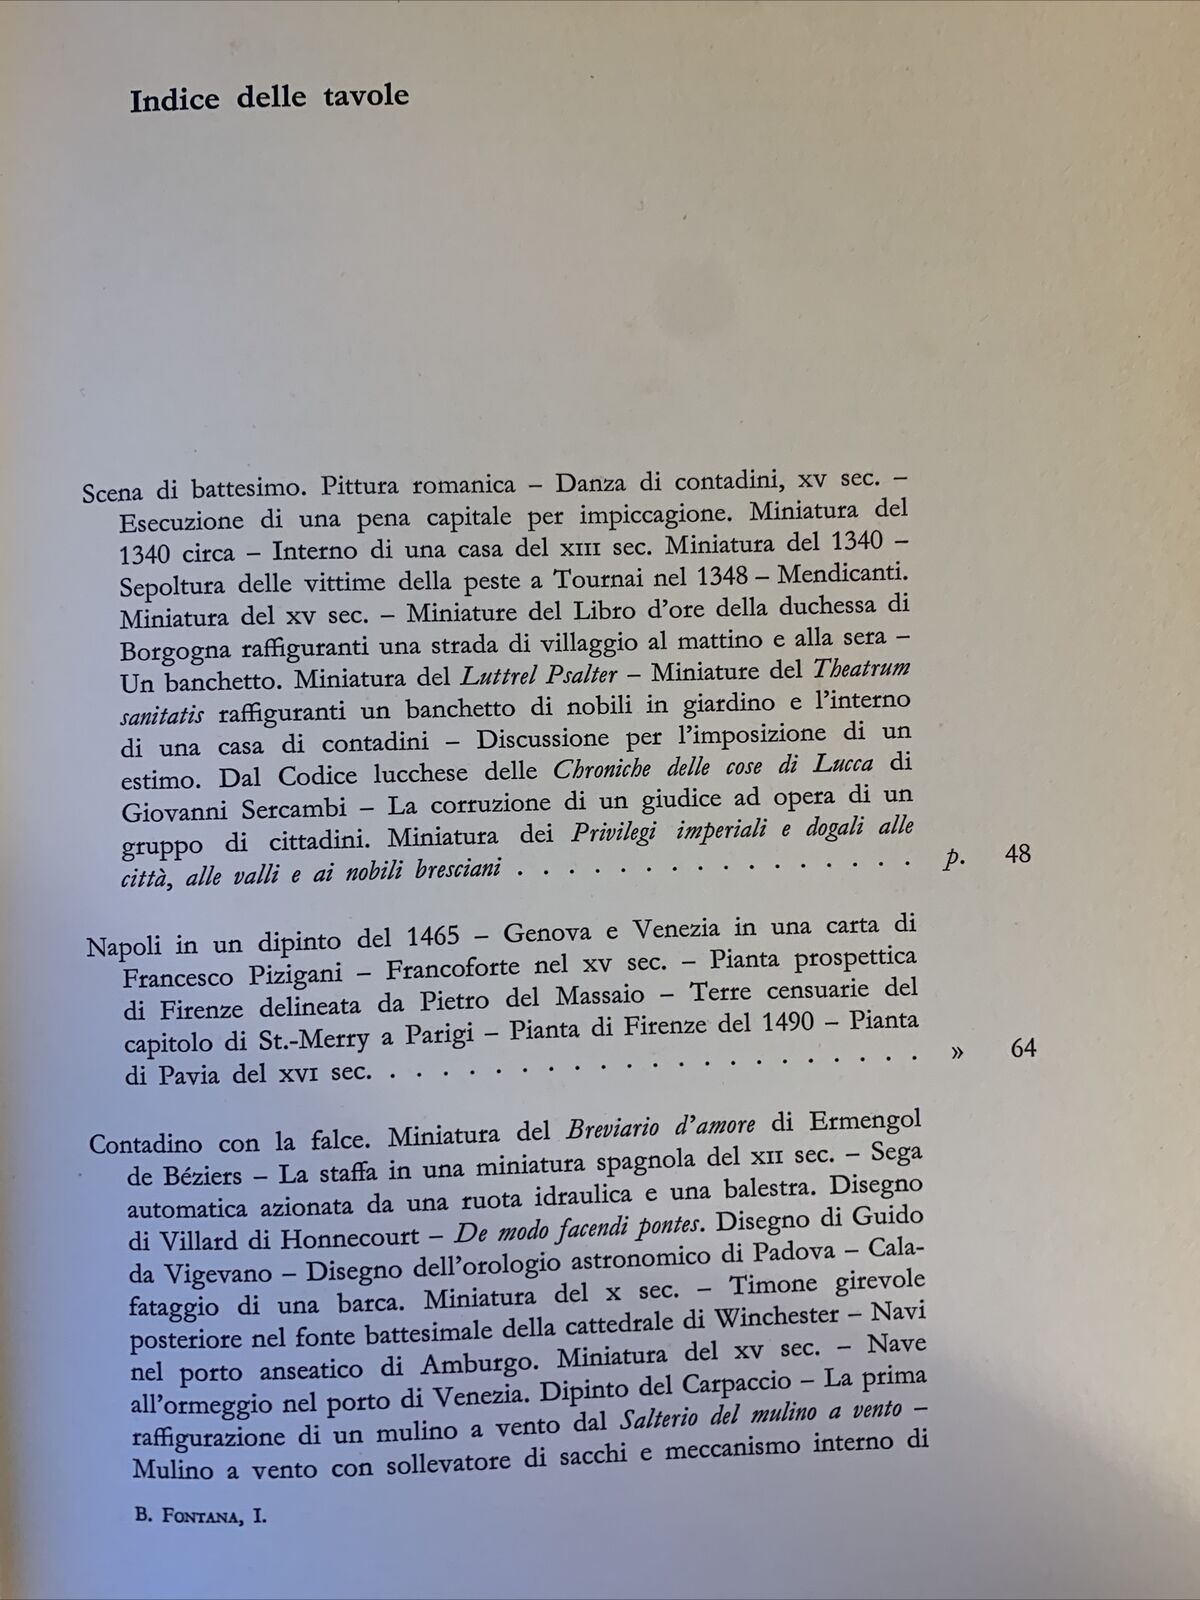 Indice delle tavole
Scena di battesimo. Pittura romanica – Danza di contadini, XV sec. –
Esecuzione di una pena capitale per impiccagione. Miniatura del
1340 circa – Interno di una casa del XIII sec. Miniatura del 1340 –
Sepoltura delle vittime della peste a Tournai nel 1348 – Mendicanti.
Miniatura del XV sec. – Miniature del Libro d'ore della duchessa di
Borgogna raffiguranti una strada di villaggio al mattino e alla sera –
Un banchetto. Miniatura del Luttrel Psalter – Miniature del Theatrum
sanitatis raffiguranti un banchetto di nobili in giardino e l'interno
di una casa di contadini – Discussione per l'imposizione di un
estimo. Dal Codice lucchese delle Chroniche delle cose di Lucca di
Giovanni Sercambi – La corruzione di un giudice ad opera di un
gruppo di cittadini. Miniatura dei Privilegi imperiali e dogali alle
città, alle valli e ai nobili bresciani . . . . . . . . . . . . . . . . p. 48
Napoli in un dipinto del 1465 – Genova e Venezia in una carta di
Francesco Pizigani – Francoforte nel XV sec. – Pianta prospettica
di Firenze delineata da Pietro del Massaio – Terre censuarie del
capitolo di St.-Merry a Parigi – Pianta di Firenze del 1490 – Pianta
di Pavia del XVI sec. . . . . . . . . . . . . . . . . . . . . . » 64
Contadino con la falce. Miniatura del Breviario d'amore di Ermengol
de Béziers – La staffa in una miniatura spagnola del XII sec. – Sega
automatica azionata da una ruota idraulica e una balestra. Disegno
di Villard di Honnecourt – De modo facendi pontes. Disegno di Guido
da Vigevano – Disegno dell'orologio astronomico di Padova – Cala-
fataggio di una barca. Miniatura del X sec. – Timone girevole
posteriore nel fonte battesimale della cattedrale di Winchester – Navi
nel porto anseatico di Amburgo. Miniatura del XV sec. – Nave
all'ormeggio nel porto di Venezia. Dipinto del Carpaccio – La prima
raffigurazione di un mulino a vento dal Salterio del mulino a vento –
Mulino a vento con sollevatore di sacchi e meccanismo interno di
B. FONTANA, I.